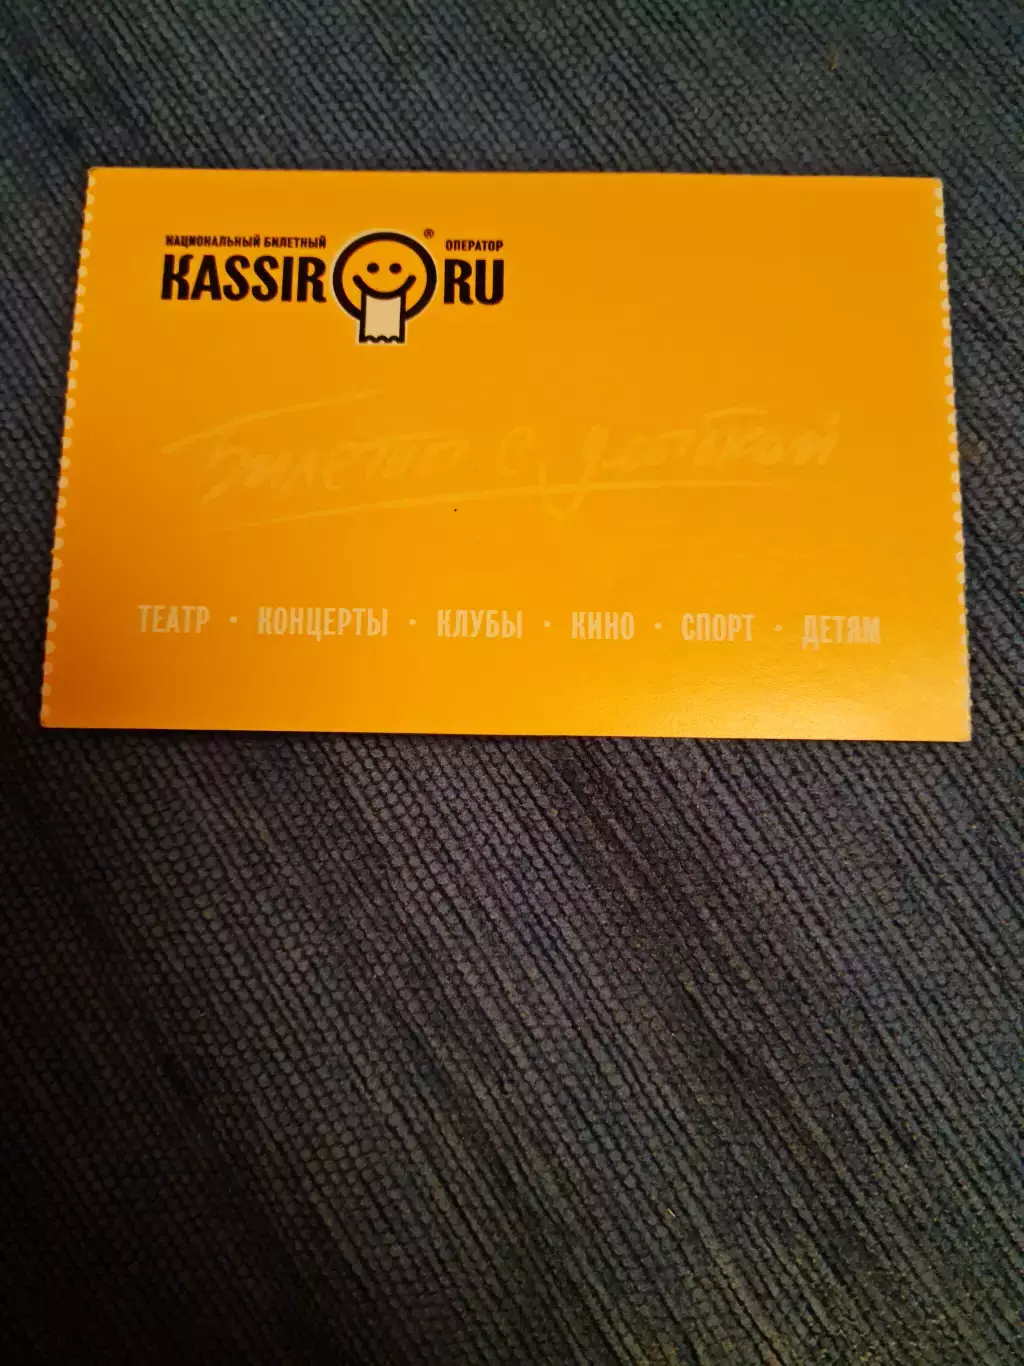 НАЦИОНАЛЬНЫЙ БИЛЕТНЫЙ ОПЕРАТОР
KASSIR RU
®
Билеты с улыбкой
ТЕАТР · КОНЦЕРТЫ · КЛУБЫ · КИНО · СПОРТ · ДЕТЯМ